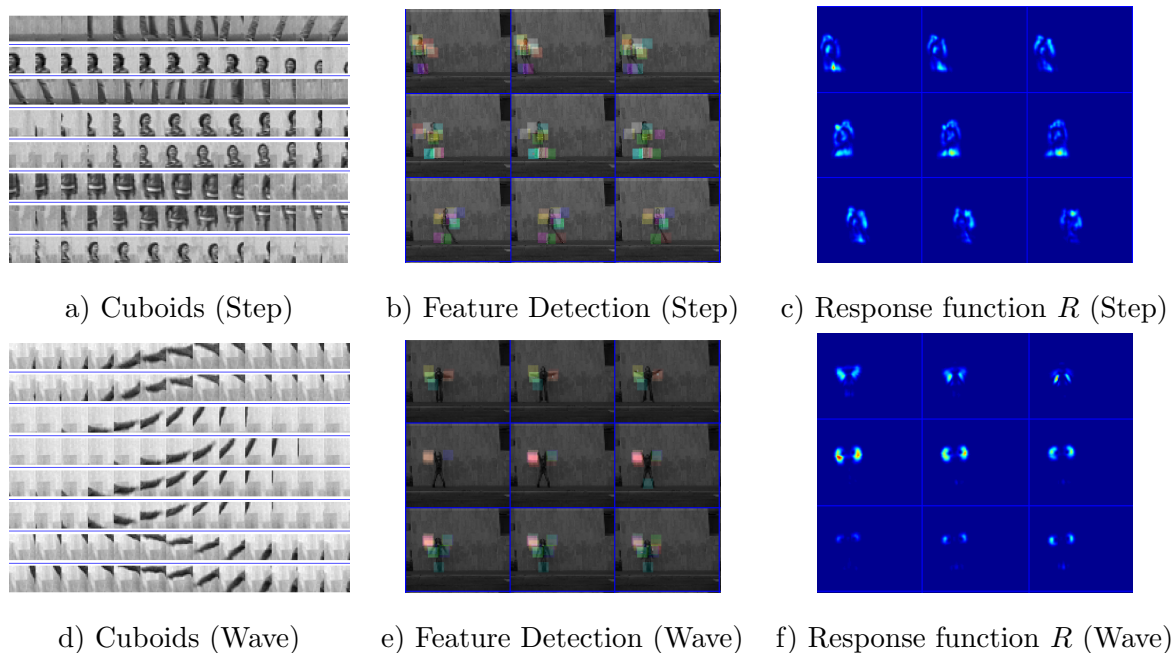 a) Cuboids (Step)
b) Feature Detection (Step)
c) Response function R (Step)
d) Cuboids (Wave)
e) Feature Detection (Wave)
f) Response function R (Wave)